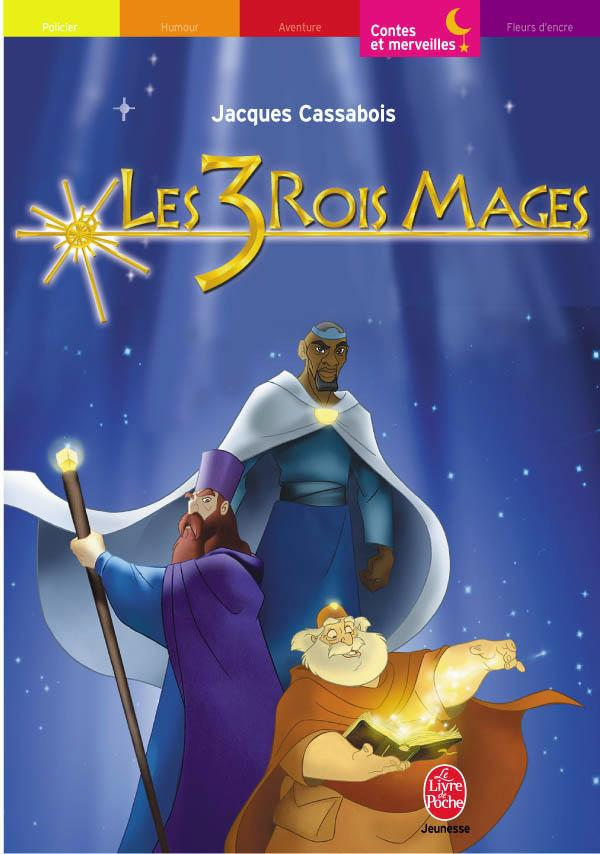 Policier
Humour
Aventure
Contes
et merveilles
Fleurs d'encre
Jacques Cassabois
LES 3 ROIS MAGES
Le
Livre
de
Poche
Jeunesse